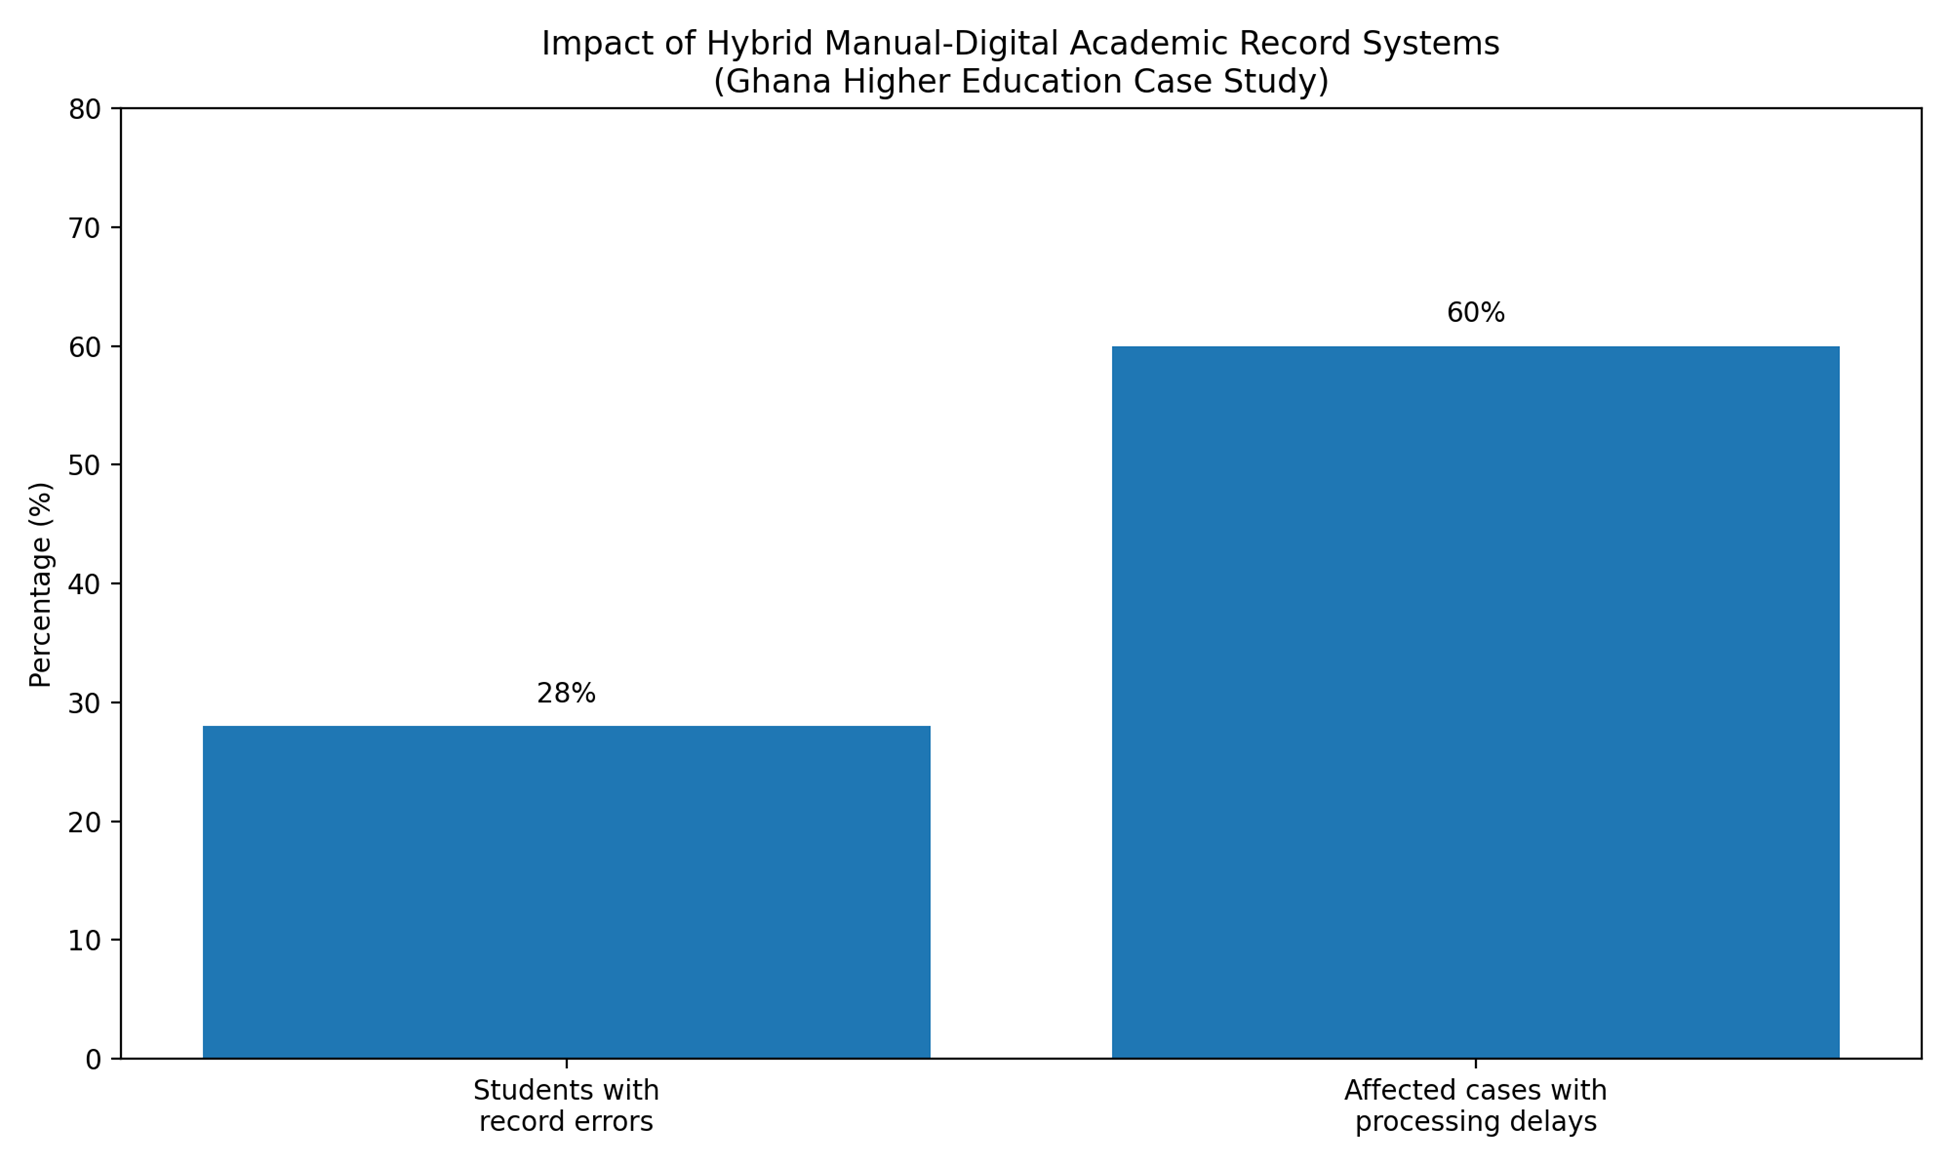 Impact of Hybrid Manual-Digital Academic Record Systems
(Ghana Higher Education Case Study)
80
70
60
50
40
30
20
10
0
Percentage (%)
28%
60%
Students with
record errors
Affected cases with
processing delays